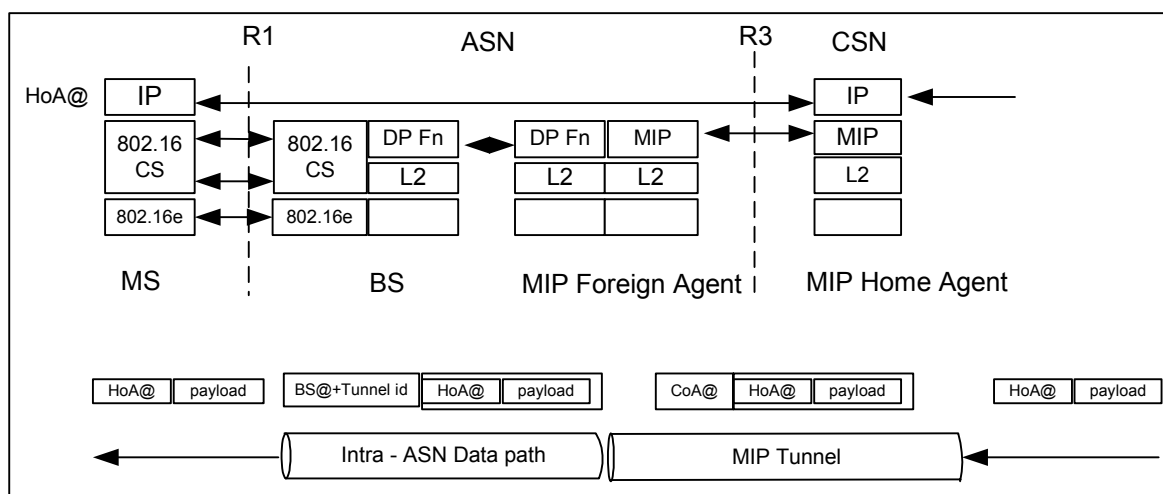 R1 ASN R3 CSN
HoA@ IP IP
802.16 CS 802.16 CS DP Fn DP Fn MIP MIP
L2 L2 L2 L2
802.16e 802.16e
MS BS MIP Foreign Agent MIP Home Agent
HoA@ payload BS@+Tunnel id HoA@ payload CoA@ HoA@ payload HoA@ payload
Intra - ASN Data path MIP Tunnel